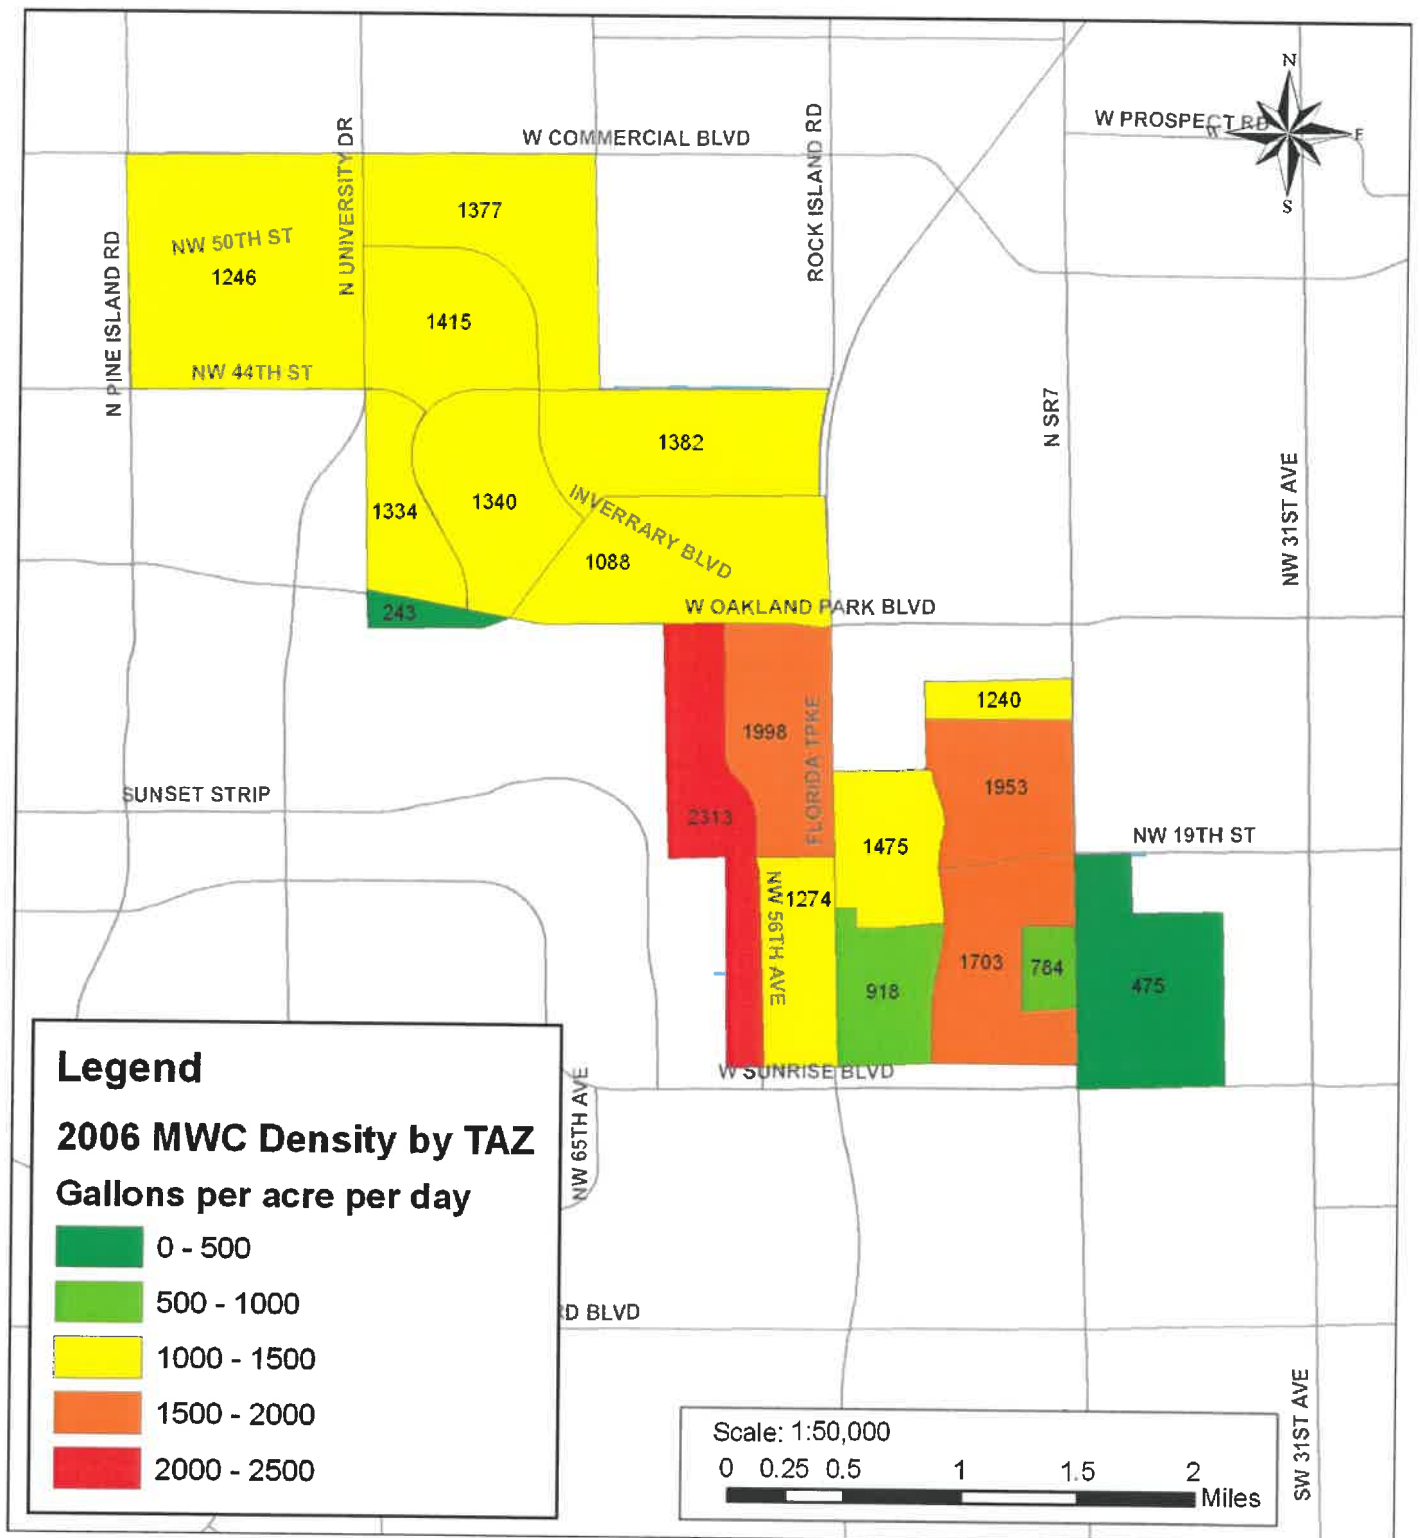 N
W PROSPECT RD
W
E
S
W COMMERCIAL BLVD
N UNIVERSITY DR
ROCK ISLAND RD
1377
NW 50TH ST
1246
N PINE ISLAND RD
1415
NW 44TH ST
N SR7
1382
NW 31ST AVE
1334
1340
INVERRARY BLVD
1088
243
W OAKLAND PARK BLVD
1240
1998
FLORIDA TPKE
1953
SUNSET STRIP
2313
1475
NW 19TH ST
1274
NW 56TH AVE
1703
784
918
475
W SUNRISE BLVD
NW 65TH AVE
Legend
2006 MWC Density by TAZ
Gallons per acre per day
0 - 500
500 - 1000
1000 - 1500
1500 - 2000
2000 - 2500
RD BLVD
SW 31ST AVE
Scale: 1:50,000
0 0.25 0.5 1 1.5 2
Miles